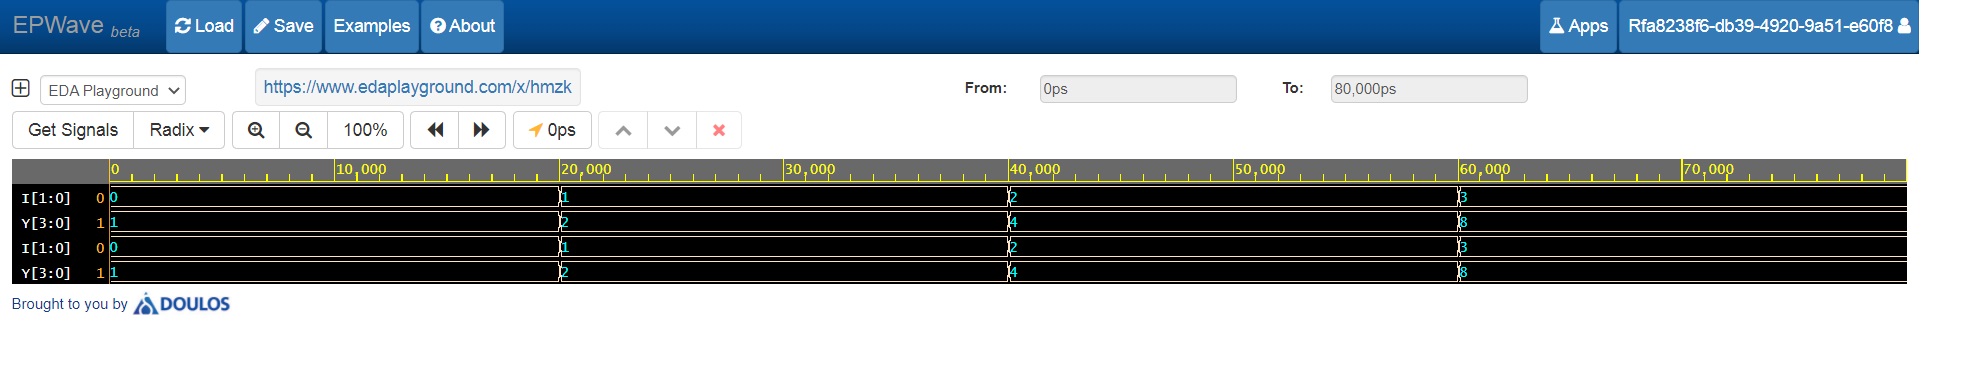 EPWave beta Load Save Examples About Apps Rfa8238f6-db39-4920-9a51-e60f8
EDA Playground https://www.edaplayground.com/x/hmzk From: 0ps To: 80,000ps
Get Signals Radix 100% 0ps
0 10,000 20,000 30,000 40,000 50,000 60,000 70,000
I[1:0] 0 0 1 2 3
Y[3:0] 1 1 2 4 8
I[1:0] 0 0 1 2 3
Y[3:0] 1 1 2 4 8
Brought to you by DOULOS